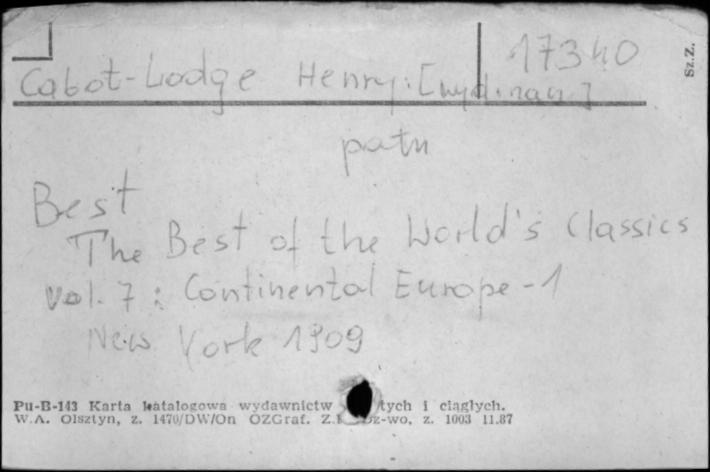 17340
Sz.Z.
Cabot-Lodge Henry: [wyd. nauk.]
patrz
Best
The Best of the World's Classics
vol. 7 : Continental Europe - 1
New York 1909
Pu-B-143 Karta katalogowa wydawnictw tych i ciągłych.
W.A. Olsztyn, z. 1470/DW/On OZGraf. Z. z-wo, z. 1003 11.87